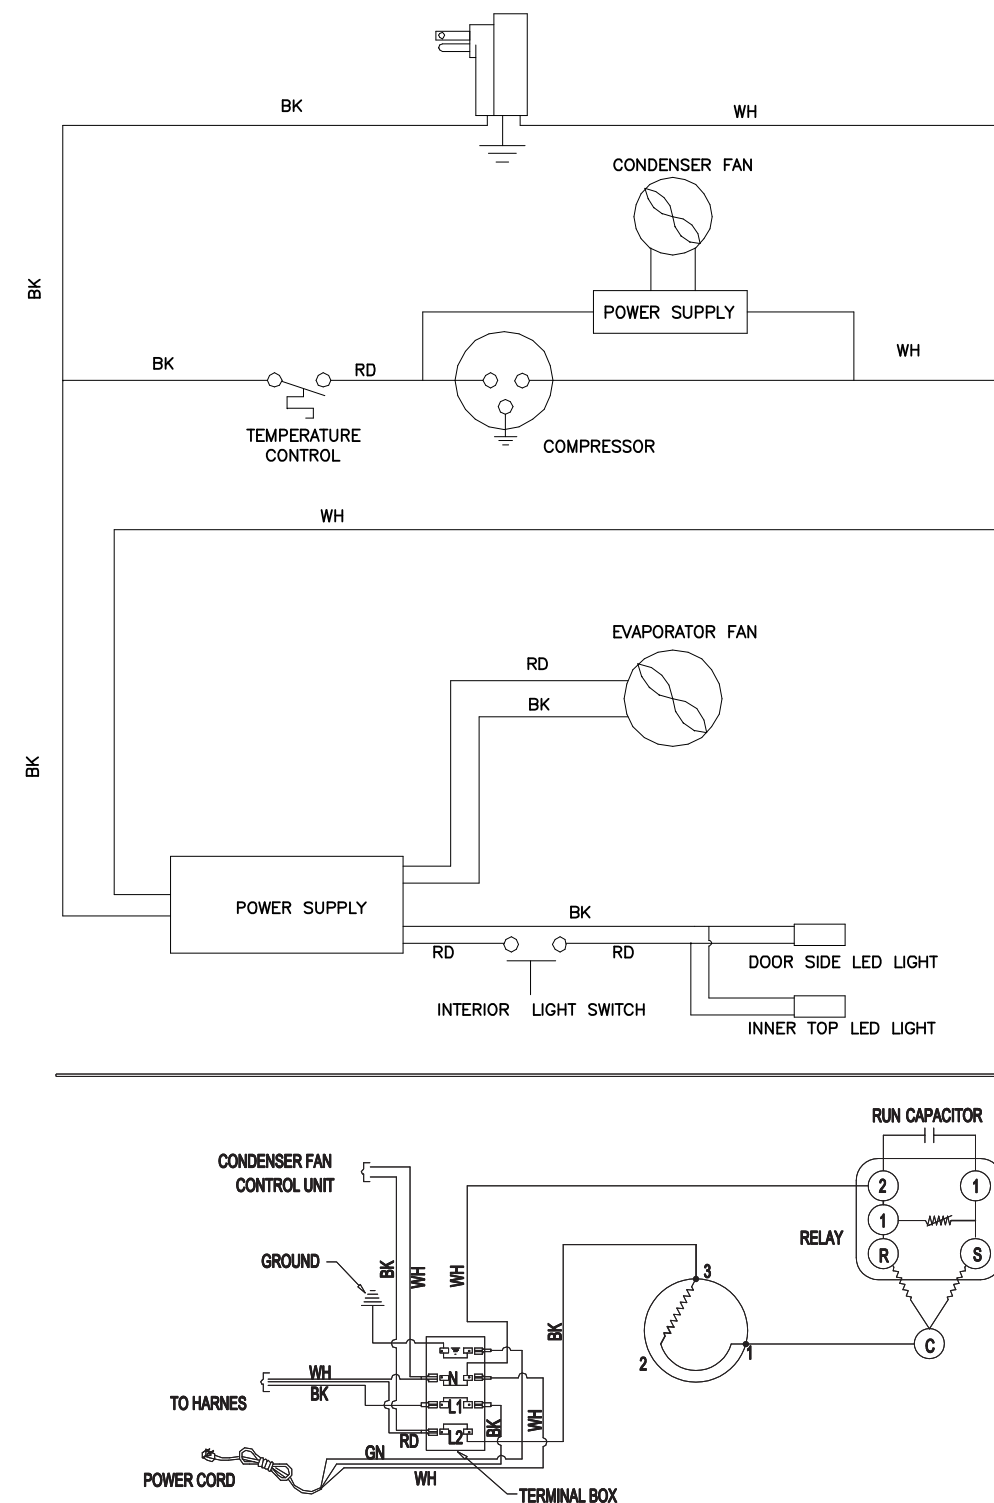 BK
WH
CONDENSER FAN
BK
POWER SUPPLY
BK
RD
WH
TEMPERATURE
CONTROL
COMPRESSOR
WH
EVAPORATOR FAN
RD
BK
BK
POWER SUPPLY
BK
RD
RD
DOOR SIDE LED LIGHT
INTERIOR LIGHT SWITCH
INNER TOP LED LIGHT
RUN CAPACITOR
CONDENSER FAN
CONTROL UNIT
2
1
1
RELAY
R
S
GROUND
BK
WH
WH
3
BK
2
1
C
N
WH
BK
TO HARNES
L1
BK
WH
RD
L2
GN
POWER CORD
WH
TERMINAL BOX